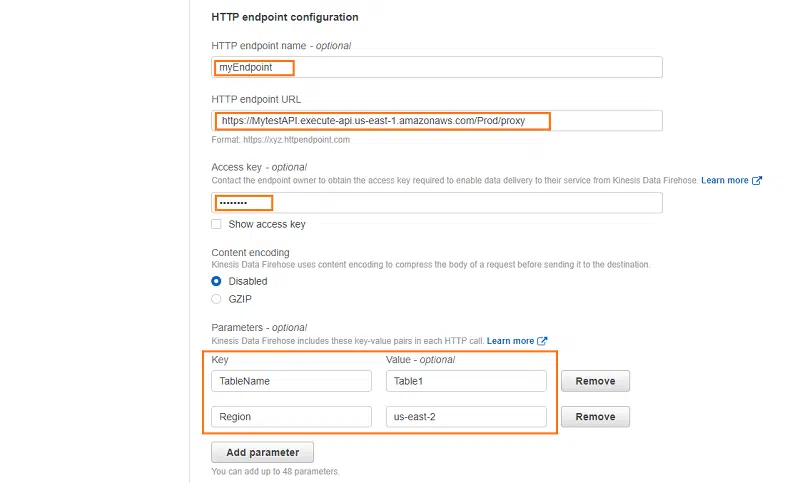 HTTP endpoint configuration
HTTP endpoint name - optional
myEndpoint
HTTP endpoint URL
https://MytestAPI.execute-api.us-east-1.amazonaws.com/Prod/proxy
Format: https://xyz.httpendpoint.com
Access key - optional
Contact the endpoint owner to obtain the access key required to enable data delivery to their service from Kinesis Data Firehose. Learn more
••••••••
Show access key
Content encoding
Kinesis Data Firehose uses content encoding to compress the body of a request before sending it to the destination.
Disabled
GZIP
Parameters - optional
Kinesis Data Firehose includes these key-value pairs in each HTTP call. Learn more
Key Value - optional
TableName Table1 Remove
Region us-east-2 Remove
Add parameter
You can add up to 48 parameters.